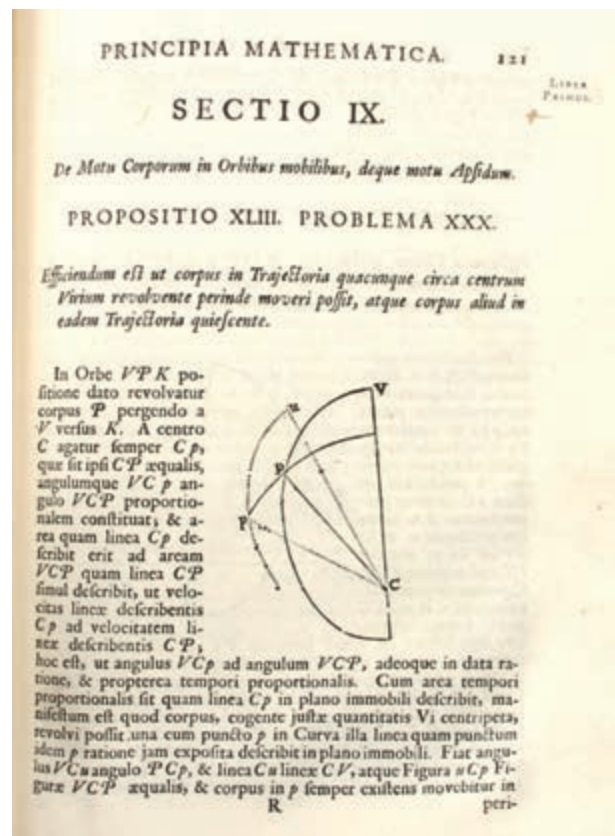 PRINCIPIA MATHEMATICA. 121
LIBER
PRIMUS.
SECTIO IX.
De Motu Corporum in Orbibus mobilibus, deque motu Apſidum.
PROPOSITIO XLIII. PROBLEMA XXX.
Efficiendum eſt ut corpus in Trajectoria quacunque circa centrum
Virium revolvente perinde moveri poſſit, atque corpus aliud in
eadem Trajectoria quieſcente.
In Orbe VPK po-
ſitione dato revolvatur
corpus P pergendo a
V verſus K. A centro
C agatur ſemper Cp,
quæ ſit ipſi CP æqualis,
angulumque VCp an-
gulo VCP proportio-
nalem conſtituat; & a-
rea quam linea Cp de-
ſcribit erit ad aream
VCP quam linea CP
ſimul deſcribit, ut velo-
citas lineæ deſcribentis
Cp ad velocitatem li-
neæ deſcribentis CP;
hoc eſt, ut angulus VCp ad angulum VCP, adeoque in data ra-
tione, & propterea tempori proportionalis. Cum area tempori
proportionalis ſit quam linea Cp in plano immobili deſcribit, ma-
nifeſtum eſt quod corpus, cogente juſtæ quantitatis Vi centripeta,
revolvi poſſit una cum puncto p in Curva illa linea quam punctum
idem p ratione jam expoſita deſcribit in plano immobili. Fiat angu-
lus VCu angulo PCp, & linea Cu lineæ CV, atque Figura uCp Fi-
guræ VCP æqualis, & corpus in p ſemper exiſtens movebitur in
R peri-
V
u
P
p
C